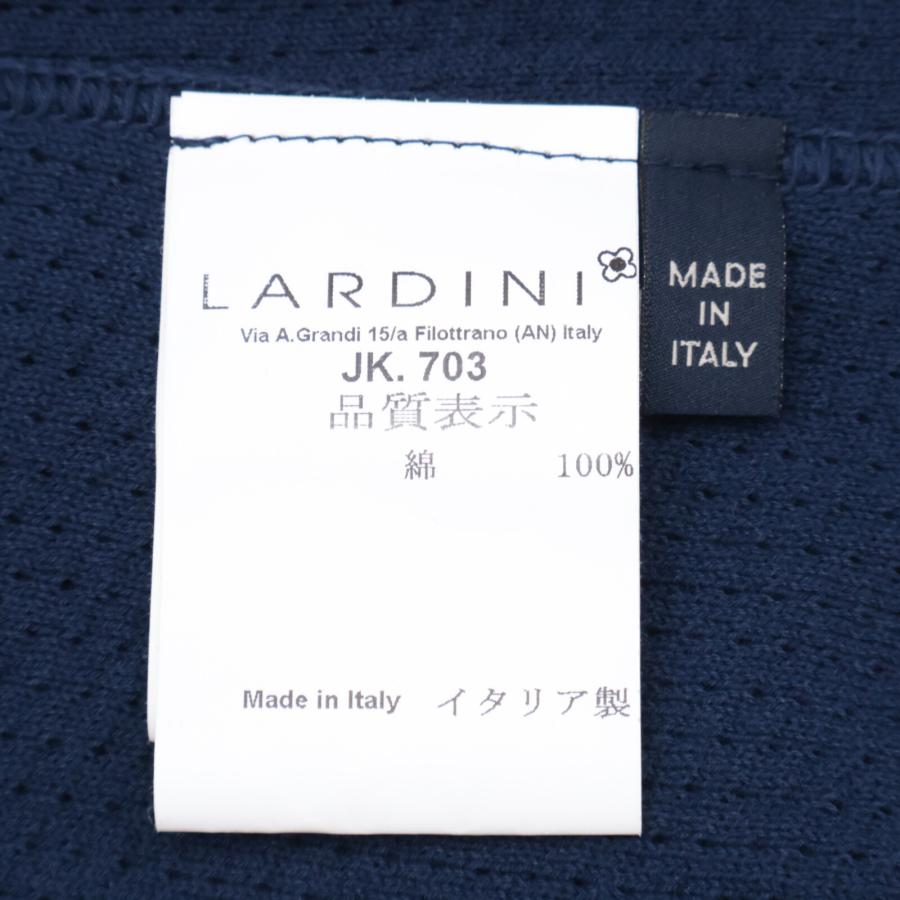 LARDINI
Via A.Grandi 15/a Filottrano (AN) Italy
JK. 703
品質表示
綿 100%
Made in Italy イタリア製
MADE
IN
ITALY